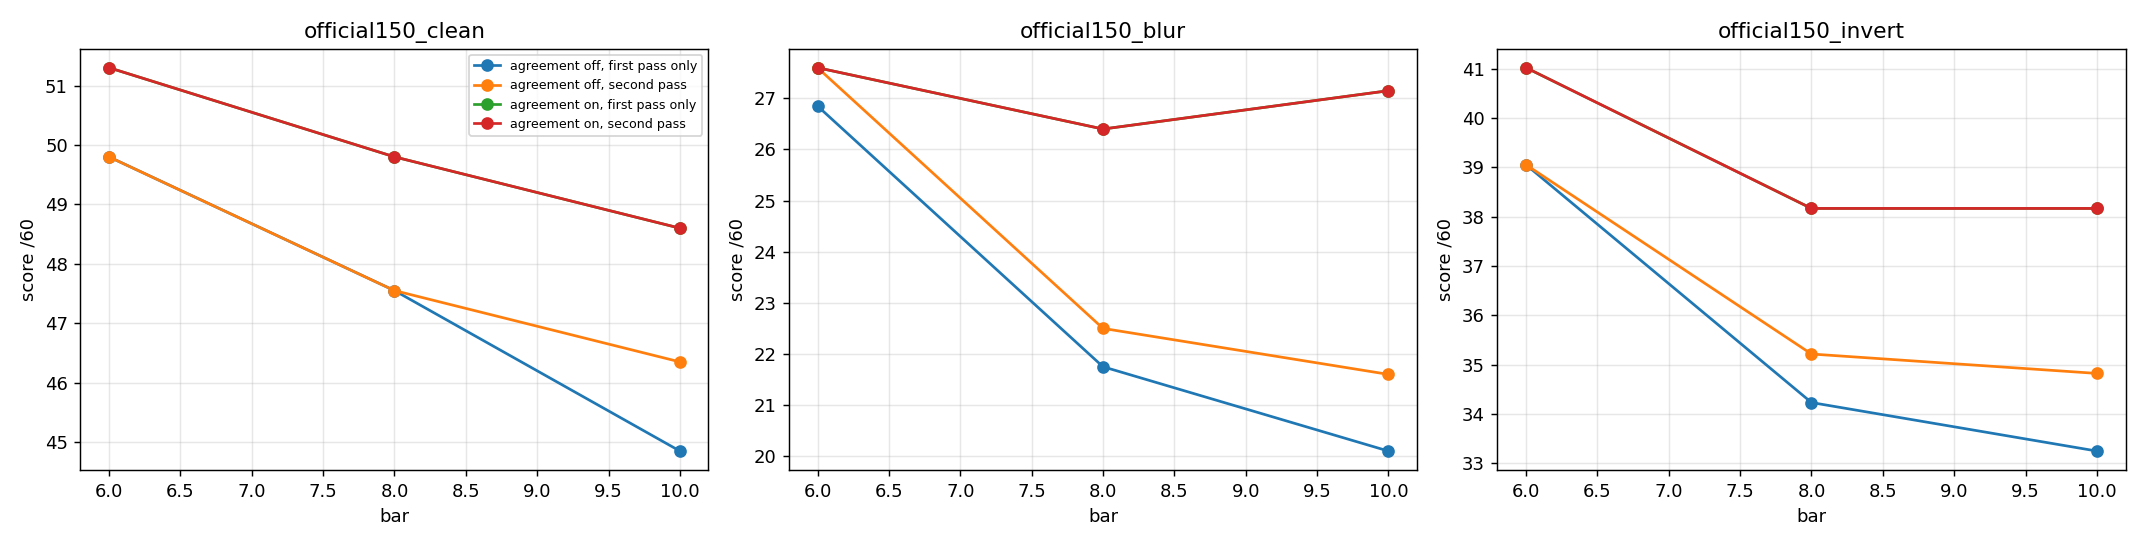 official150_clean
51
50
49
48
47
46
45
score /60
6.0 6.5 7.0 7.5 8.0 8.5 9.0 9.5 10.0
bar
agreement off, first pass only
agreement off, second pass
agreement on, first pass only
agreement on, second pass
official150_blur
27
26
25
24
23
22
21
20
score /60
6.0 6.5 7.0 7.5 8.0 8.5 9.0 9.5 10.0
bar
official150_invert
41
40
39
38
37
36
35
34
33
score /60
6.0 6.5 7.0 7.5 8.0 8.5 9.0 9.5 10.0
bar